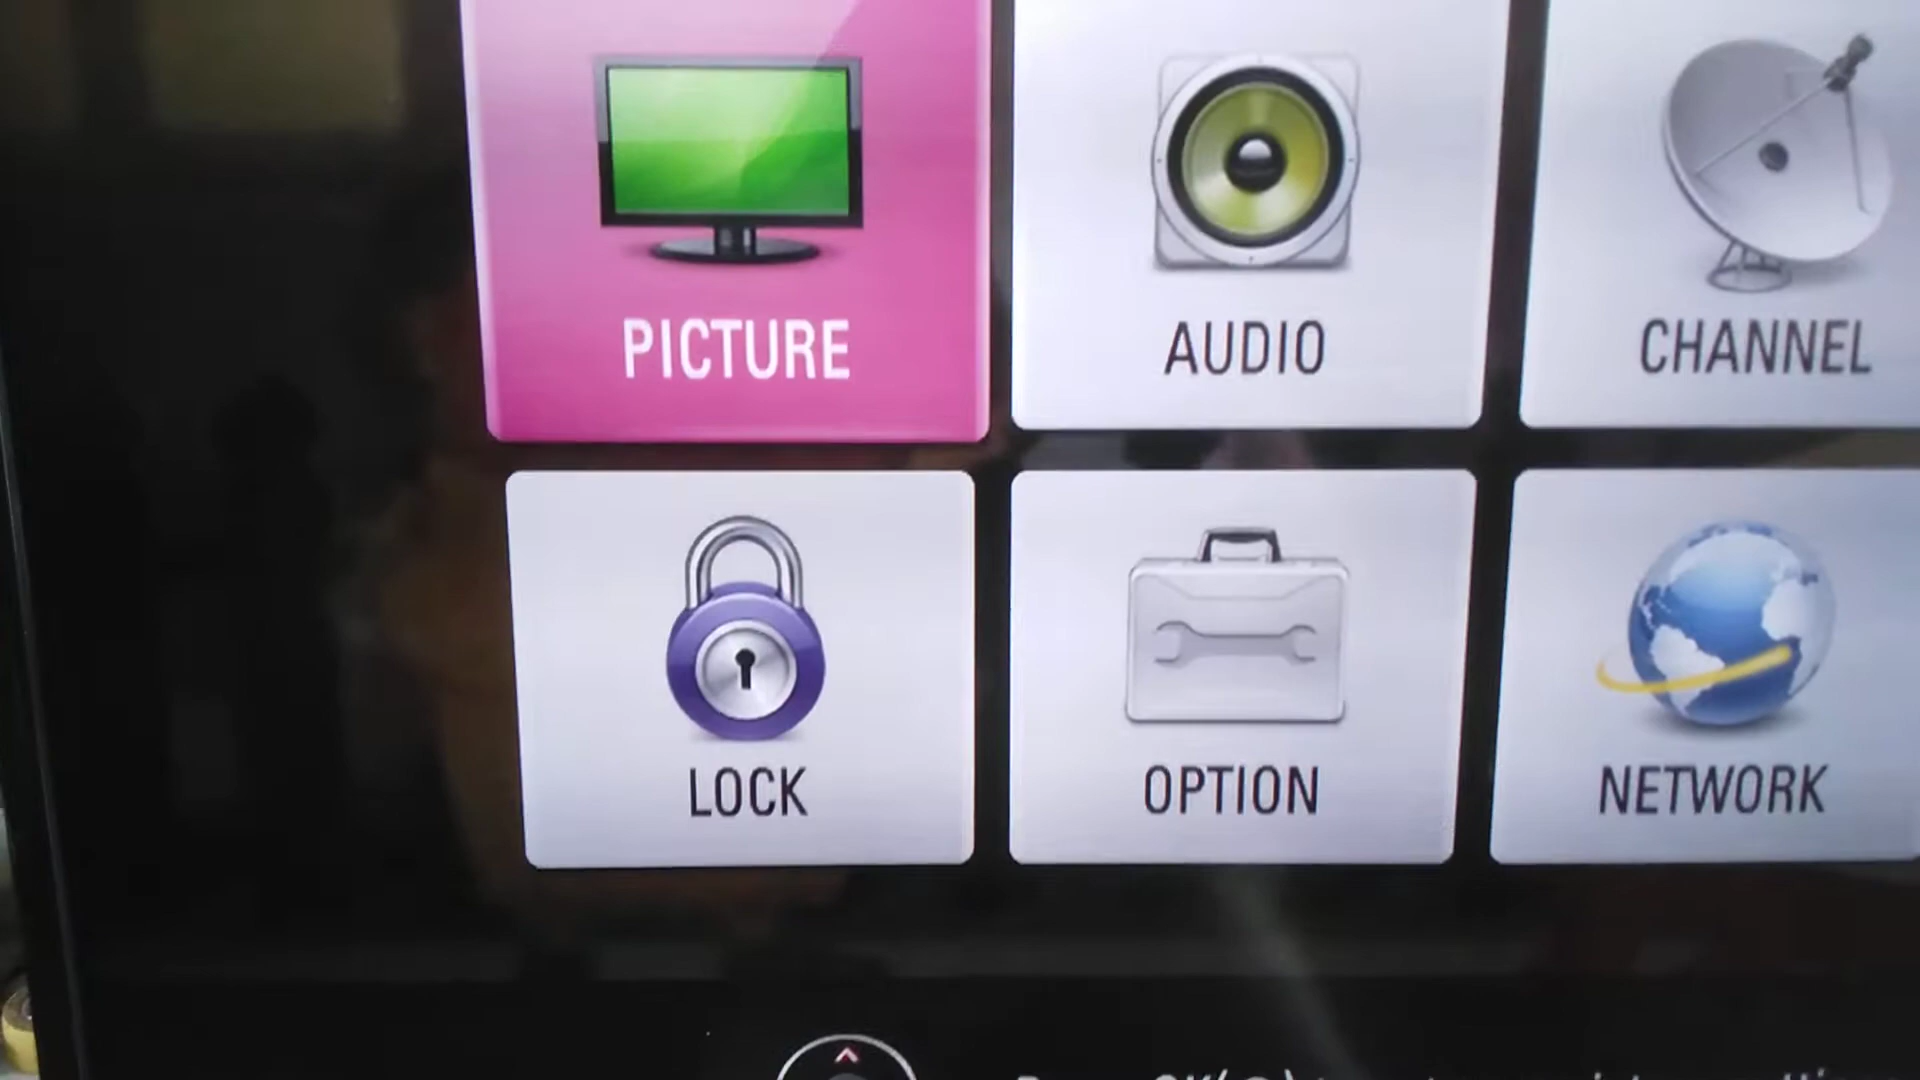 PICTURE
AUDIO
CHANNEL
LOCK
OPTION
NETWORK